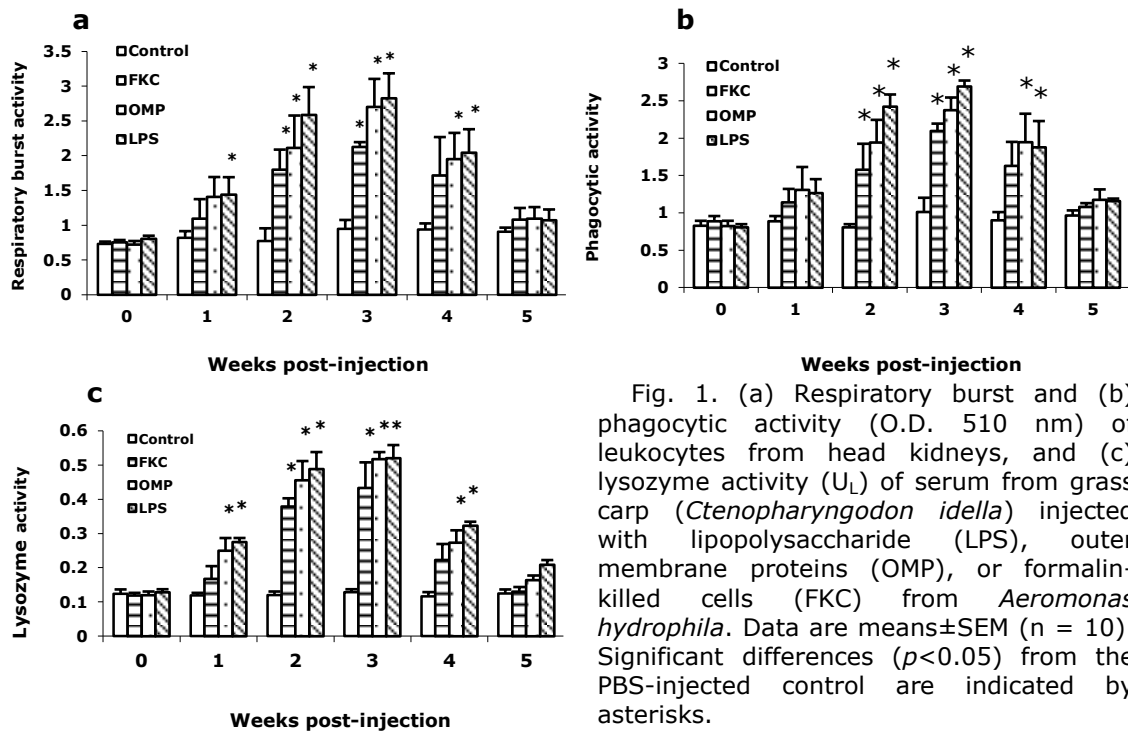 a
Respiratory burst activity
3.5
3
2.5
2
1.5
1
0.5
0
Control
FKC
OMP
LPS
*
* * *
* * *
* *
0 1 2 3 4 5
Weeks post-injection
b
Phagocytic activity
3
2.5
2
1.5
1
0.5
0
Control
FKC
OMP
LPS
* * *
* * *
* *
0 1 2 3 4 5
Weeks post-injection
c
Lysozyme activity
0.6
0.5
0.4
0.3
0.2
0.1
0
Control
FKC
OMP
LPS
* *
* * *
* **
* *
0 1 2 3 4 5
Weeks post-injection
Fig. 1. (a) Respiratory burst and (b)
phagocytic activity (O.D. 510 nm) of
leukocytes from head kidneys, and (c)
lysozyme activity (U_L) of serum from grass
carp (Ctenopharyngodon idella) injected
with lipopolysaccharide (LPS), outer
membrane proteins (OMP), or formalin-
killed cells (FKC) from Aeromonas
hydrophila. Data are means±SEM (n = 10)
Significant differences (p<0.05) from the
PBS-injected control are indicated by
asterisks.